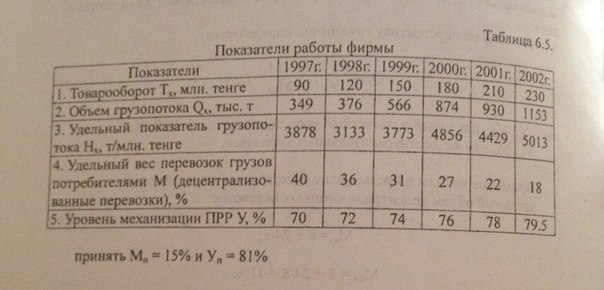 Таблица 6.5.
Показатели работы фирмы
Показатели 1997г. 1998г. 1999г. 2000г. 2001г. 2002г.
1. Товарооборот Тх, млн. тенге 90 120 150 180 210 230
2. Объем грузопотока Qх, тыс. т 349 376 566 874 930 1153
3. Удельный показатель грузопо-
тока Нх, т/млн. тенге 3878 3133 3773 4856 4429 5013
4. Удельный вес перевозок грузов
потребителями М (децентрализо-
ванные перевозки), % 40 36 31 27 22 18
5. Уровень механизации ПРР У, % 70 72 74 76 78 79.5
принять Мп = 15% и Уп = 81%